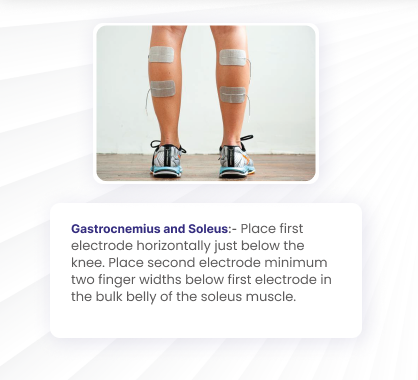 Gastrocnemius and Soleus:- Place first
electrode horizontally just below the
knee. Place second electrode minimum
two finger widths below first electrode in
the bulk belly of the soleus muscle.